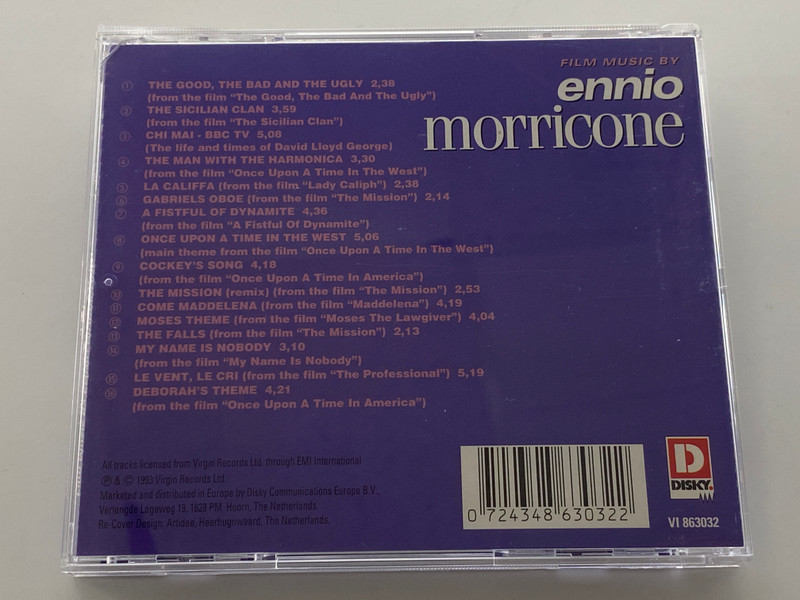 FILM MUSIC BY
ennio
morricone
① THE GOOD, THE BAD AND THE UGLY 2,38
(from the film "The Good, The Bad And The Ugly")
② THE SICILIAN CLAN 3,59
(from the film "The Sicilian Clan")
③ CHI MAI - BBC TV 5,08
(The life and times of David Lloyd George)
④ THE MAN WITH THE HARMONICA 3,30
(from the film "Once Upon A Time In The West")
⑤ LA CALIFFA (from the film "Lady Caliph") 2,38
⑥ GABRIELS OBOE (from the film "The Mission") 2,14
⑦ A FISTFUL OF DYNAMITE 4,36
(from the film "A Fistful Of Dynamite")
⑧ ONCE UPON A TIME IN THE WEST 5,06
(main theme from the film "Once Upon A Time In The West")
⑨ COCKEY'S SONG 4,18
(from the film "Once Upon A Time In America")
⑩ THE MISSION (remix) (from the film "The Mission") 2,53
⑪ COME MADDELENA (from the film "Maddelena") 4,19
⑫ MOSES THEME (from the film "Moses The Lawgiver") 4,04
⑬ THE FALLS (from the film "The Mission") 2,13
⑭ MY NAME IS NOBODY 3,10
(from the film "My Name Is Nobody")
⑮ LE VENT, LE CRI (from the film "The Professional") 5,19
⑯ DEBORAH'S THEME 4,21
(from the film "Once Upon A Time In America")
All tracks licensed from Virgin Records Ltd. through EMI International
℗ & © 1993 Virgin Records Ltd.
Marketed and distributed in Europe by Disky Communications Europe B.V.,
Verlengde Lageweg 19, 1628 PM. Hoorn, The Netherlands.
Re-Cover Design: Artidee, Heerhugowaard, The Netherlands.
0 724348 630322
D
DISKY.
VI 863032